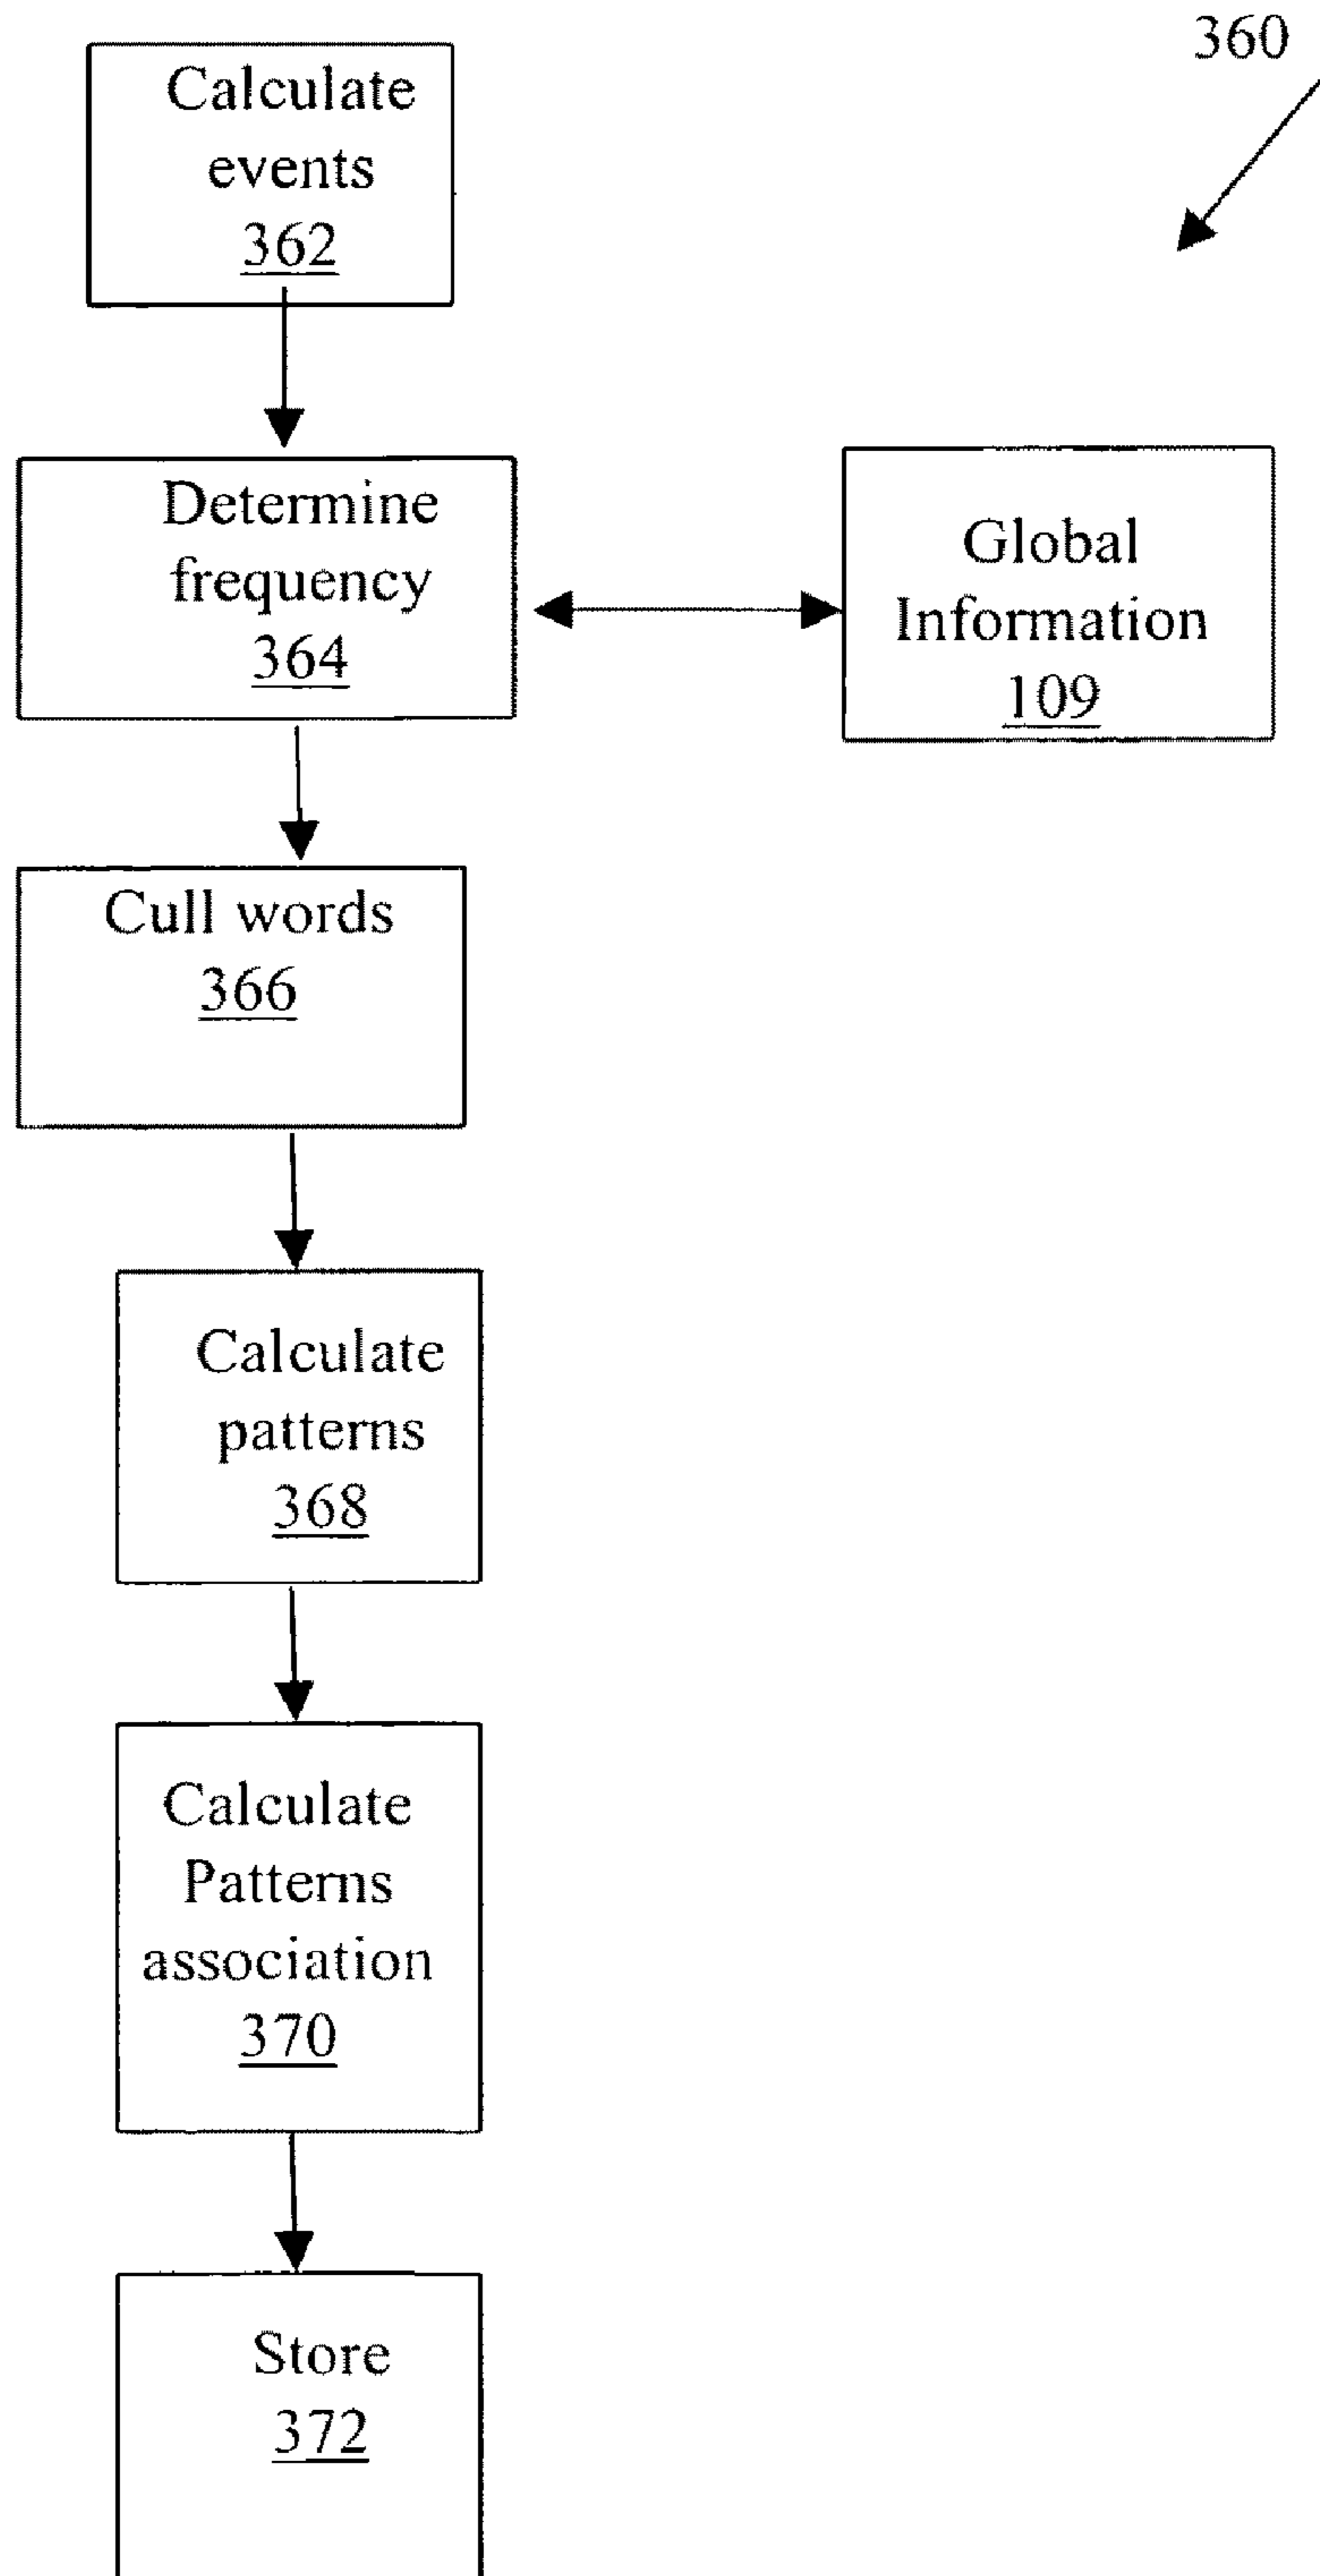 360
Calculate
events
362
Determine
frequency
364
Global
Information
109
Cull words
366
Calculate
patterns
368
Calculate
Patterns
association
370
Store
372